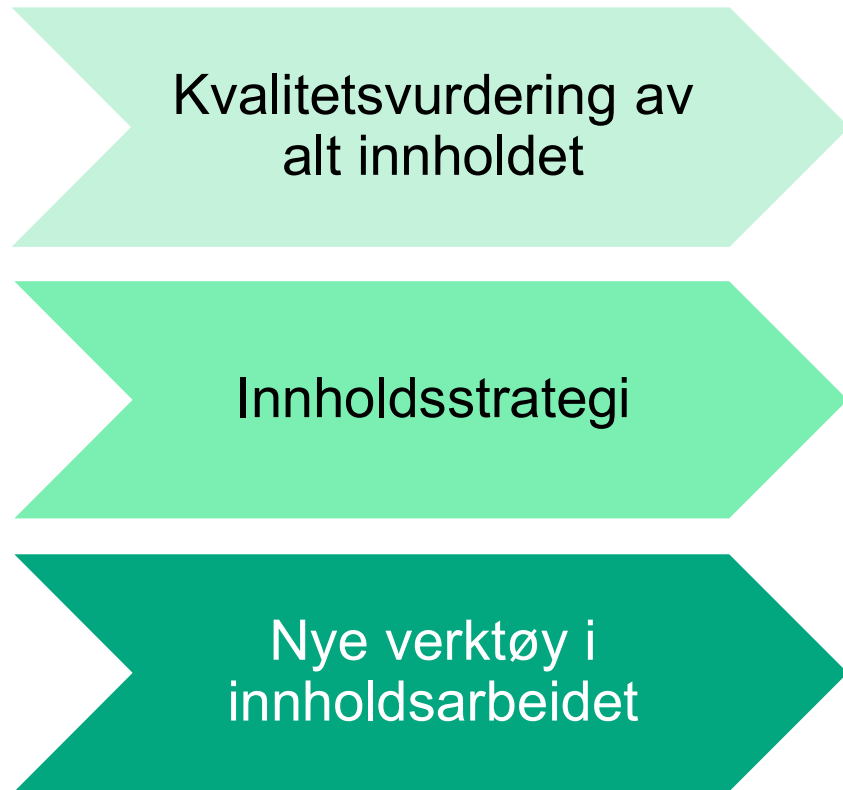 Kvalitetsvurdering av
alt innholdet
Innholdsstrategi
Nye verktøy i
innholdsarbeidet